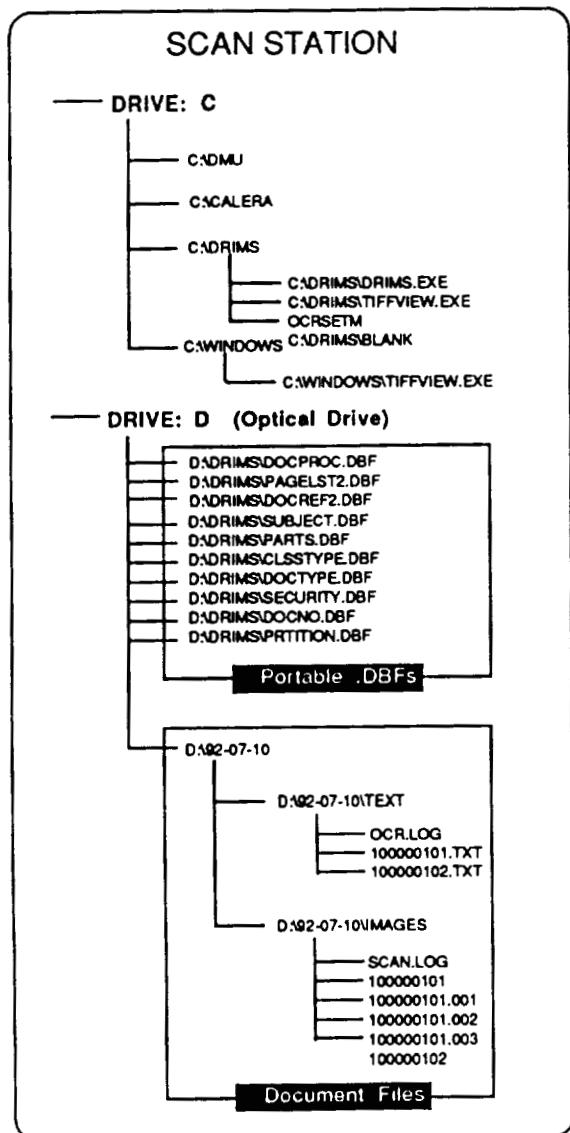 SCAN STATION
DRIVE: C
C:\DMU
C:\CALERA
C:\DRIMS
C:\DRIMS\DRIMS.EXE
C:\DRIMS\TIFFVIEW.EXE
OCRSETM
C:\WINDOWS C:\DRIMS\BLANK
C:\WINDOWS\TIFFVIEW.EXE
DRIVE: D (Optical Drive)
D:\DRIMS\DOCPROC.DBF
D:\DRIMS\PAGELST2.DBF
D:\DRIMS\DOCREF2.DBF
D:\DRIMS\SUBJECT.DBF
D:\DRIMS\PARTS.DBF
D:\DRIMS\CLSSTYPE.DBF
D:\DRIMS\DOCTYPE.DBF
D:\DRIMS\SECURITY.DBF
D:\DRIMS\DOCNO.DBF
D:\DRIMS\PRTITION.DBF
Portable .DBFs
D:\92-07-10
D:\92-07-10\TEXT
OCR.LOG
100000101.TXT
100000102.TXT
D:\92-07-10\IMAGES
SCAN.LOG
100000101
100000101.001
100000101.002
100000101.003
100000102
Document Files